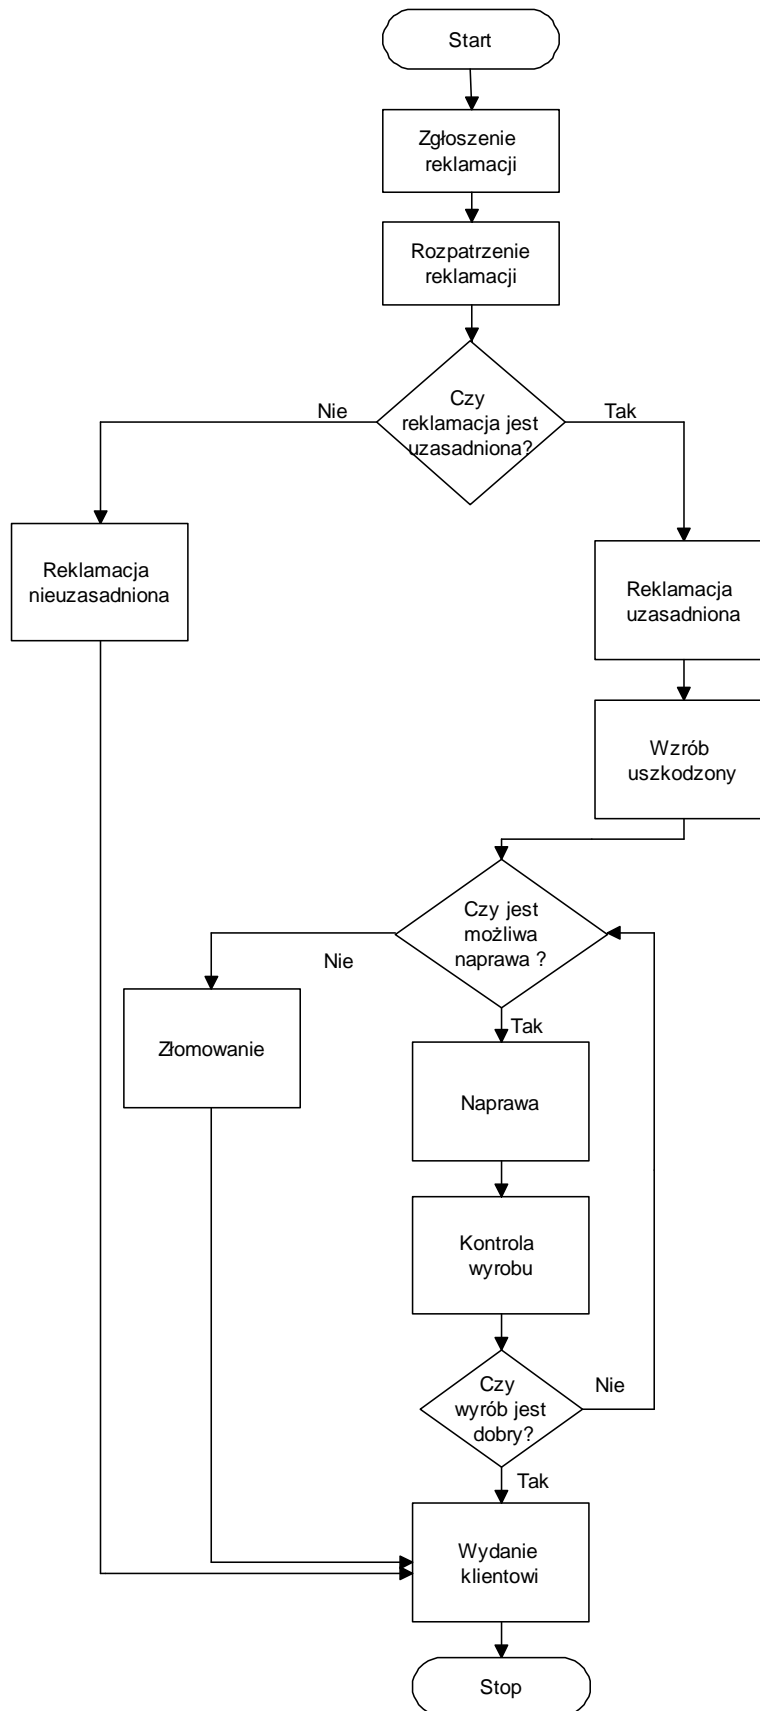 Start
Zgłoszenie
reklamacji
Rozpatrzenie
reklamacji
Czy
reklamacja jest
uzasadniona?
Nie
Tak
Reklamacja
nieuzasadniona
Reklamacja
uzasadniona
Wzrób
uszkodzony
Czy jest
możliwa
naprawa ?
Nie
Tak
Złomowanie
Naprawa
Kontrola
wyrobu
Czy
wyrób jest
dobry?
Nie
Tak
Wydanie
klientowi
Stop